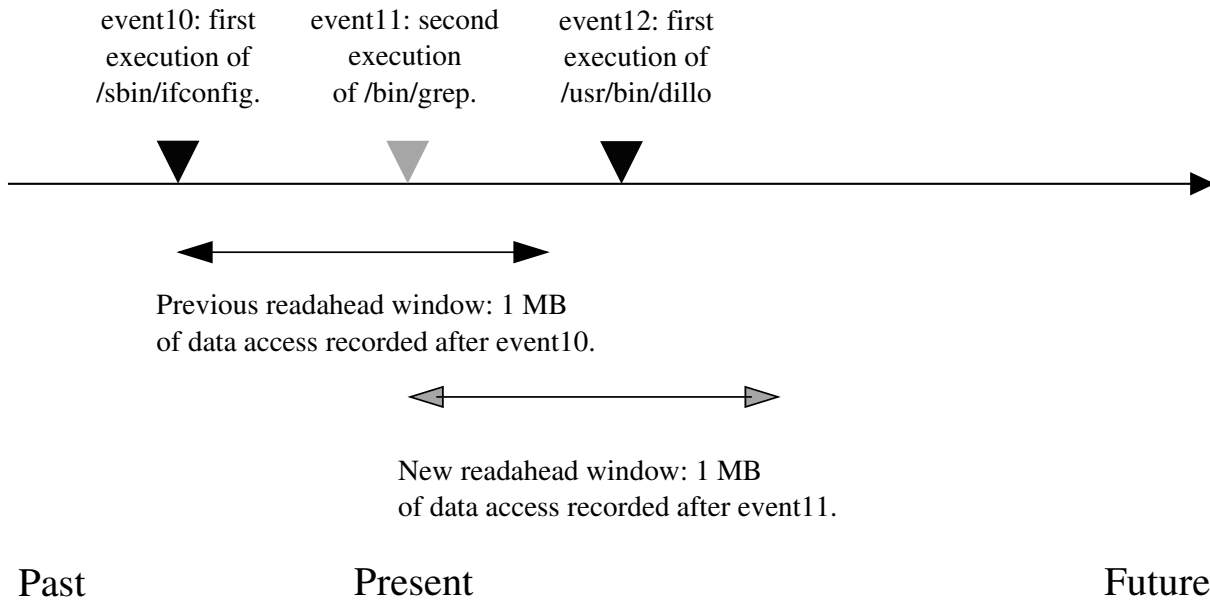 event10: first
execution of
/sbin/ifconfig.
event11: second
execution
of /bin/grep.
event12: first
execution of
/usr/bin/dillo
Previous readahead window: 1 MB
of data access recorded after event10.
New readahead window: 1 MB
of data access recorded after event11.
Past
Present
Future